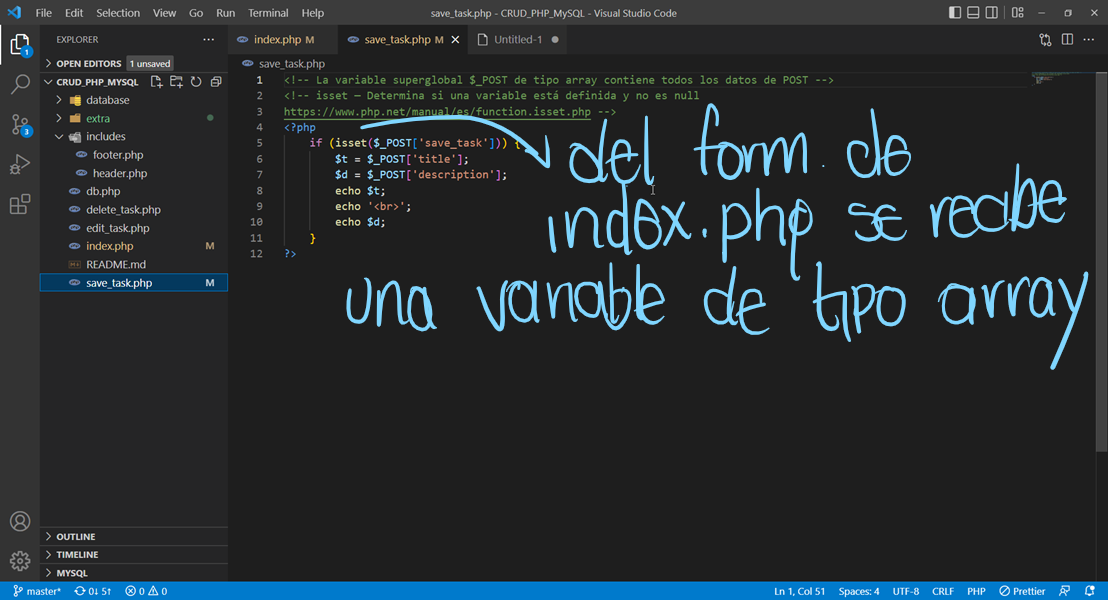 File Edit Selection View Go Run Terminal Help save_task.php - CRUD_PHP_MySQL - Visual Studio Code
EXPLORER
OPEN EDITORS 1 unsaved
CRUD_PHP_MYSQL
database
extra
includes
footer.php
header.php
db.php
delete_task.php
edit_task.php
index.php M
README.md
save_task.php M
OUTLINE
TIMELINE
MYSQL
1
3
index.php M save_task.php M Untitled-1
save_task.php
1 <!-- La variable superglobal $_POST de tipo array contiene todos los datos de POST -->
2 <!-- isset — Determina si una variable está definida y no es null
3 https://www.php.net/manual/es/function.isset.php -->
4 <?php
5 if (isset($_POST['save_task'])) {
6 $t = $_POST['title'];
7 $d = $_POST['description'];
8 echo $t;
9 echo '<br>';
10 echo $d;
11 }
12 ?>
del form. de
index.php se recibe
una variable de tipo array
master* 0↓ 5↑ 0 0 Ln 1, Col 51 Spaces: 4 UTF-8 CRLF PHP Prettier